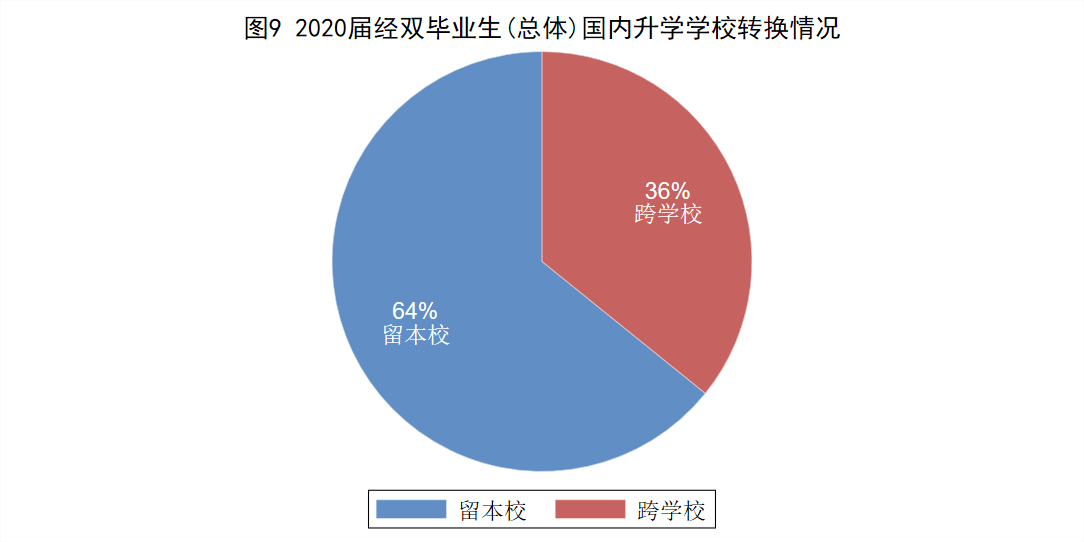 图9 2020届经双毕业生(总体)国内升学学校转换情况
36%
跨学校
64%
留本校
留本校 跨学校